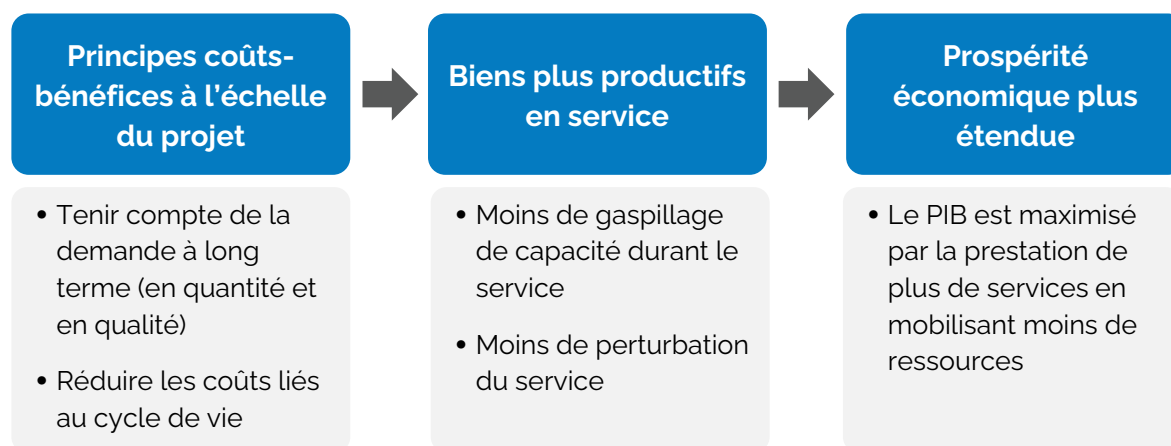 Principes coûts-
bénéfices à l’échelle
du projet
• Tenir compte de la
demande à long
terme (en quantité et
en qualité)
• Réduire les coûts liés
au cycle de vie
Biens plus productifs
en service
• Moins de gaspillage
de capacité durant le
service
• Moins de perturbation
du service
Prospérité
économique plus
étendue
• Le PIB est maximisé
par la prestation de
plus de services en
mobilisant moins de
ressources